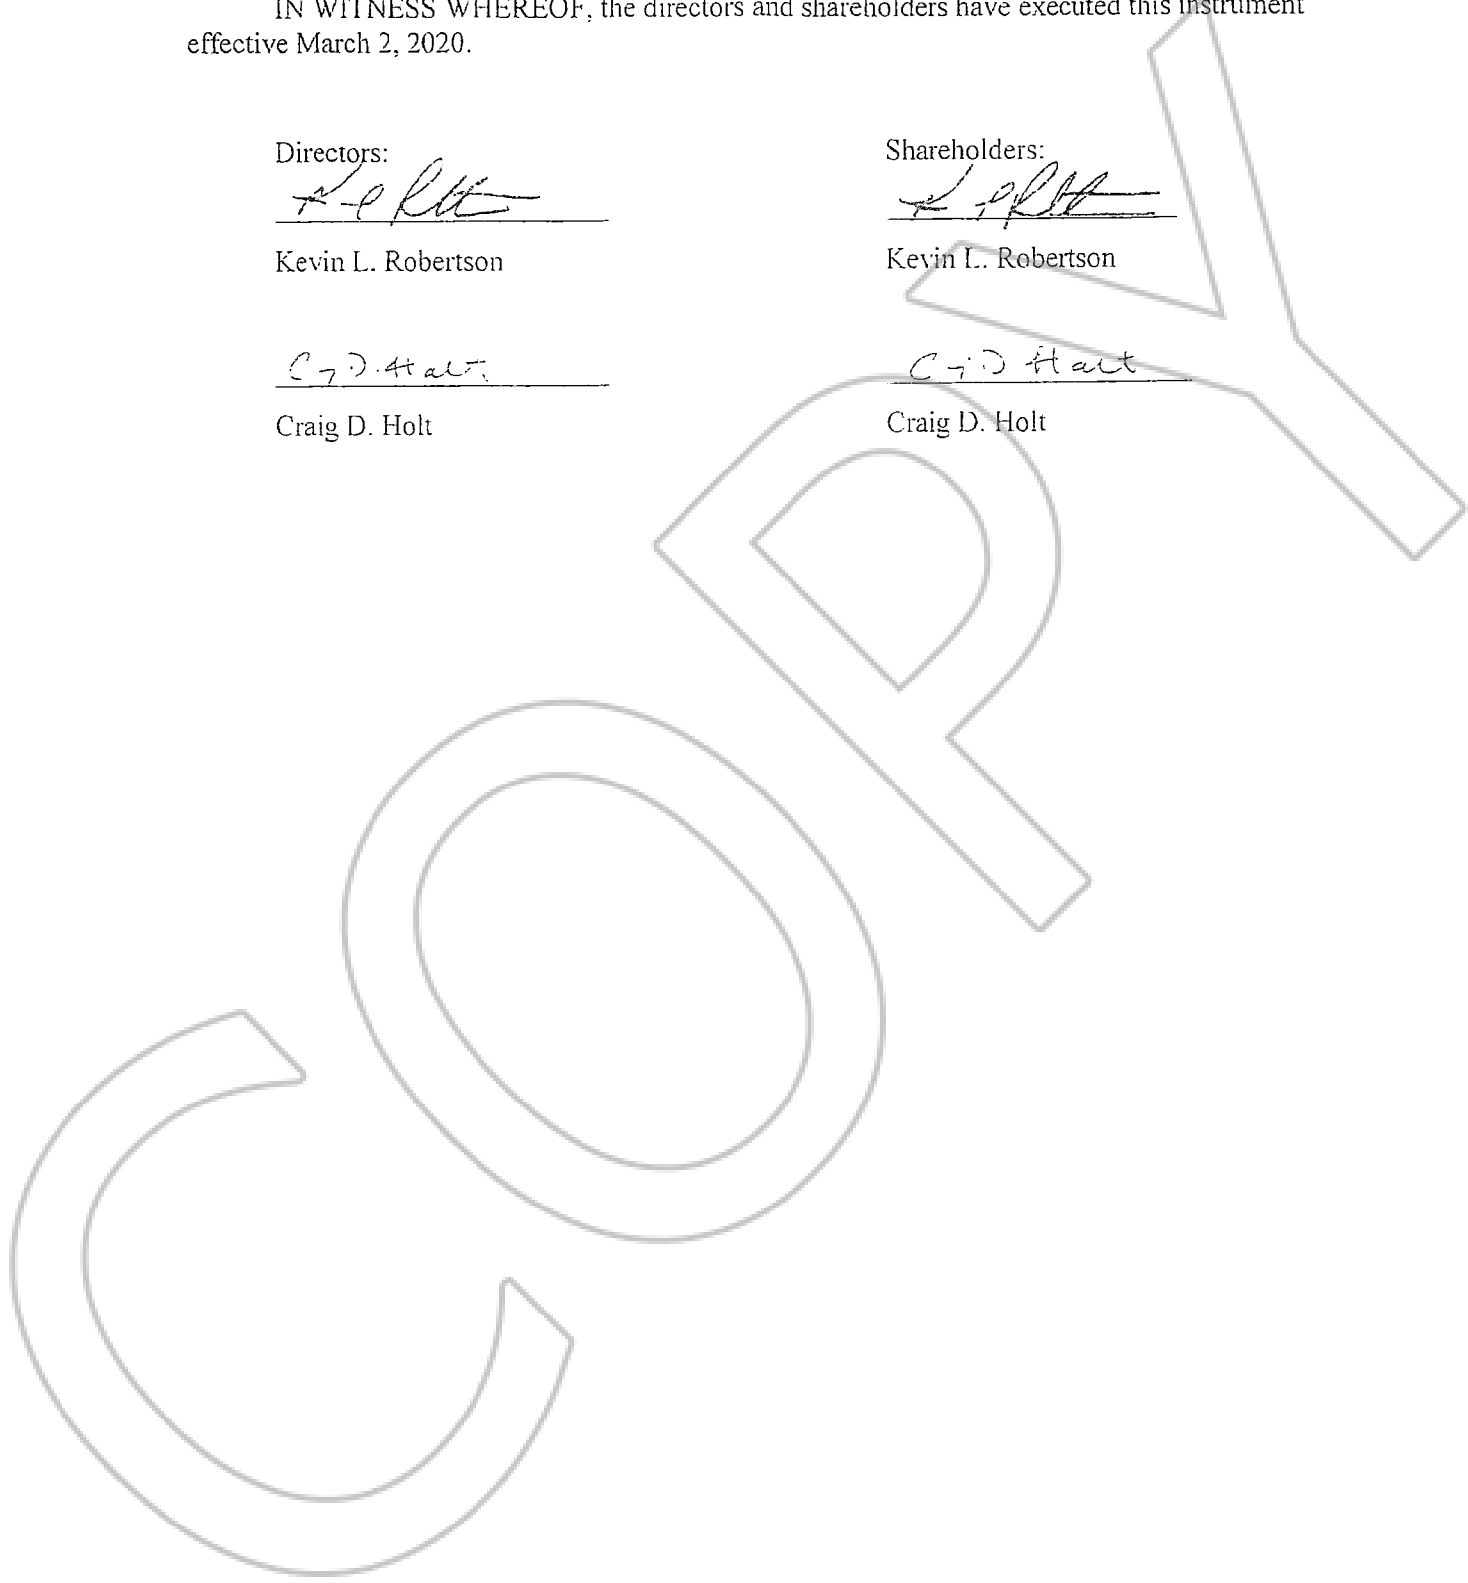 IN WITNESS WHEREOF, the directors and shareholders have executed this instrument
effective March 2, 2020.
Directors:
Kevin L. Robertson
Craig D. Holt
Shareholders:
Kevin L. Robertson
Craig D. Holt
COPY